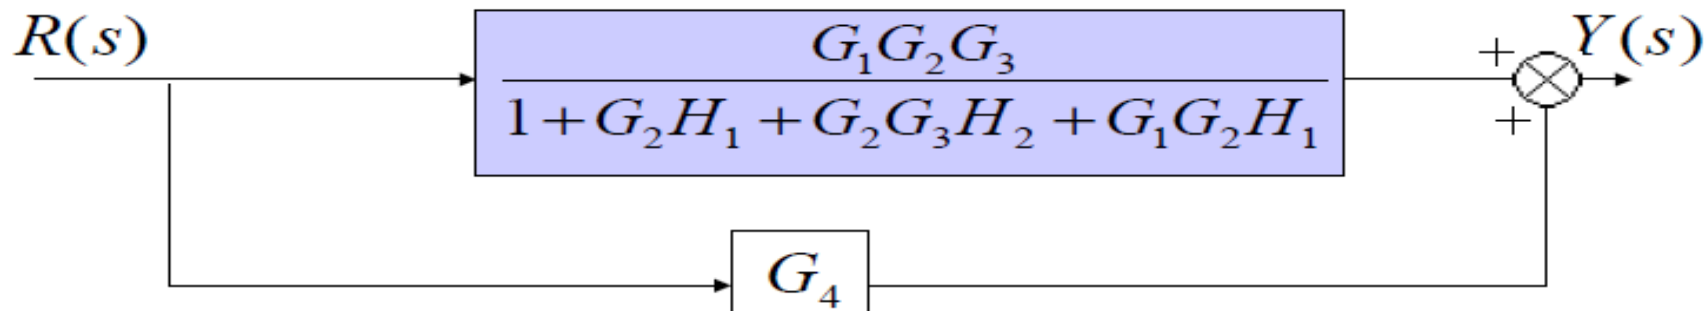 R(s)
G₁G₂G₃
1+G₂H₁+G₂G₃H₂+G₁G₂H₁
+
Y(s)
+
G₄